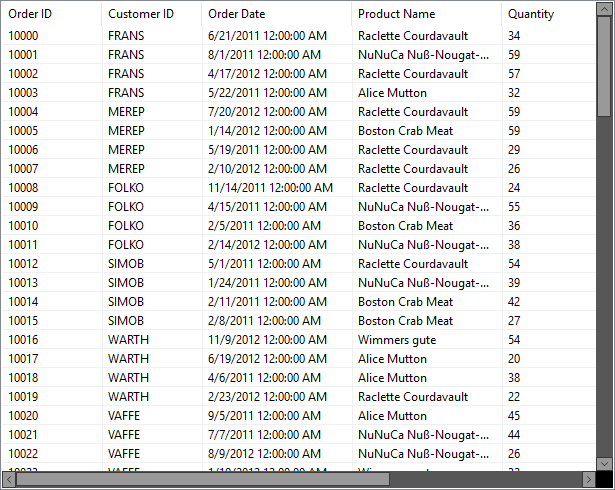 Order ID Customer ID Order Date Product Name Quantity
10000 FRANS 6/21/2011 12:00:00 AM Raclette Courdavault 34
10001 FRANS 8/1/2011 12:00:00 AM NuNuCa Nuß-Nougat-... 59
10002 FRANS 4/17/2012 12:00:00 AM Raclette Courdavault 57
10003 FRANS 5/22/2011 12:00:00 AM Alice Mutton 32
10004 MEREP 7/20/2012 12:00:00 AM Raclette Courdavault 59
10005 MEREP 1/14/2012 12:00:00 AM Boston Crab Meat 59
10006 MEREP 5/19/2011 12:00:00 AM Raclette Courdavault 29
10007 MEREP 2/10/2012 12:00:00 AM Raclette Courdavault 26
10008 FOLKO 11/14/2011 12:00:00 AM Raclette Courdavault 24
10009 FOLKO 4/15/2011 12:00:00 AM NuNuCa Nuß-Nougat-... 55
10010 FOLKO 2/5/2011 12:00:00 AM Boston Crab Meat 36
10011 FOLKO 2/14/2012 12:00:00 AM NuNuCa Nuß-Nougat-... 38
10012 SIMOB 5/1/2011 12:00:00 AM Raclette Courdavault 54
10013 SIMOB 1/24/2011 12:00:00 AM NuNuCa Nuß-Nougat-... 39
10014 SIMOB 2/11/2011 12:00:00 AM Boston Crab Meat 42
10015 SIMOB 2/8/2011 12:00:00 AM Boston Crab Meat 27
10016 WARTH 11/9/2012 12:00:00 AM Wimmers gute 54
10017 WARTH 6/19/2012 12:00:00 AM Alice Mutton 20
10018 WARTH 4/6/2011 12:00:00 AM Alice Mutton 38
10019 WARTH 2/23/2012 12:00:00 AM Raclette Courdavault 22
10020 VAFFE 9/5/2011 12:00:00 AM Alice Mutton 45
10021 VAFFE 7/7/2011 12:00:00 AM NuNuCa Nuß-Nougat-... 44
10022 VAFFE 8/9/2012 12:00:00 AM NuNuCa Nuß-Nougat-... 26